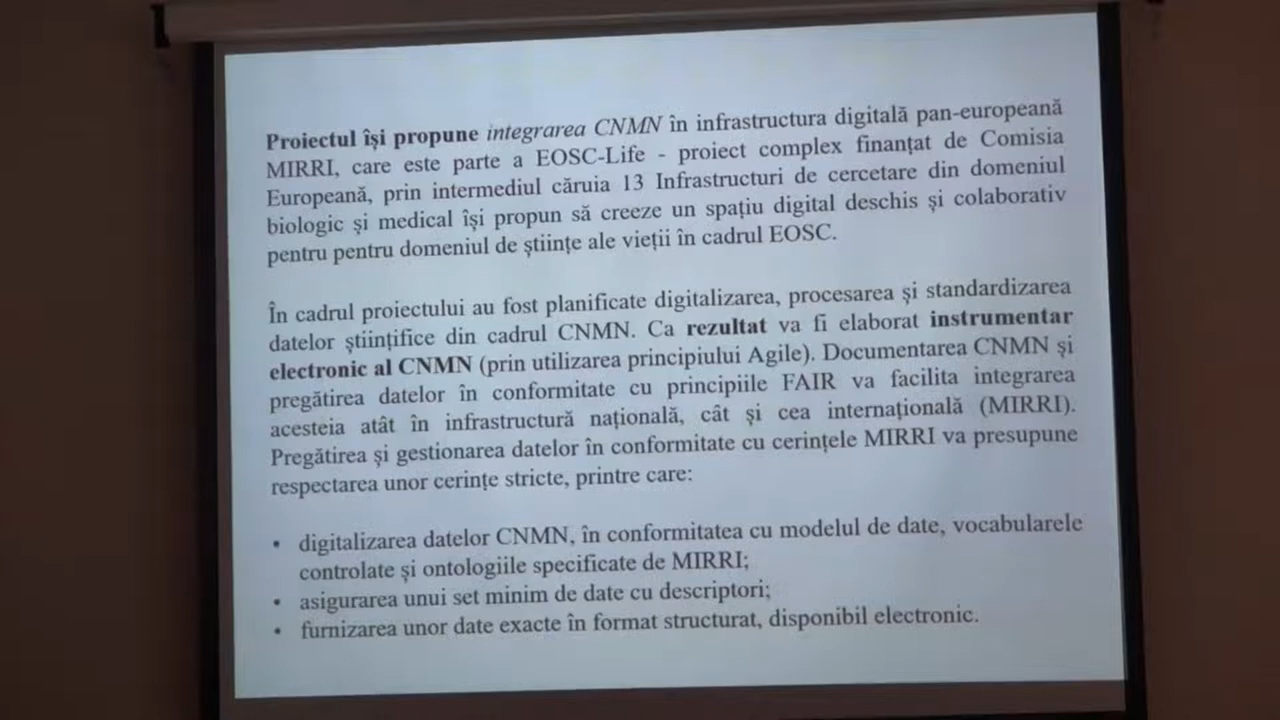 Proiectul își propune integrarea CNMN în infrastructura digitală pan-europeană
MIRRI, care este parte a EOSC-Life - proiect complex finanțat de Comisia
Europeană, prin intermediul căruia 13 Infrastructuri de cercetare din domeniul
biologic și medical își propun să creeze un spațiu digital deschis și colaborativ
pentru pentru domeniul de științe ale vieții în cadrul EOSC.
În cadrul proiectului au fost planificate digitalizarea, procesarea și standardizarea
datelor științifice din cadrul CNMN. Ca rezultat va fi elaborat instrumentar
electronic al CNMN (prin utilizarea principiului Agile). Documentarea CNMN și
pregătirea datelor în conformitate cu principiile FAIR va facilita integrarea
acesteia atât în infrastructură națională, cât și cea internațională (MIRRI).
Pregătirea și gestionarea datelor în conformitate cu cerințele MIRRI va presupune
respectarea unor cerințe stricte, printre care:
• digitalizarea datelor CNMN, în conformitatea cu modelul de date, vocabularele
controlate și ontologiile specificate de MIRRI;
• asigurarea unui set minim de date cu descriptori;
• furnizarea unor date exacte în format structurat, disponibil electronic.